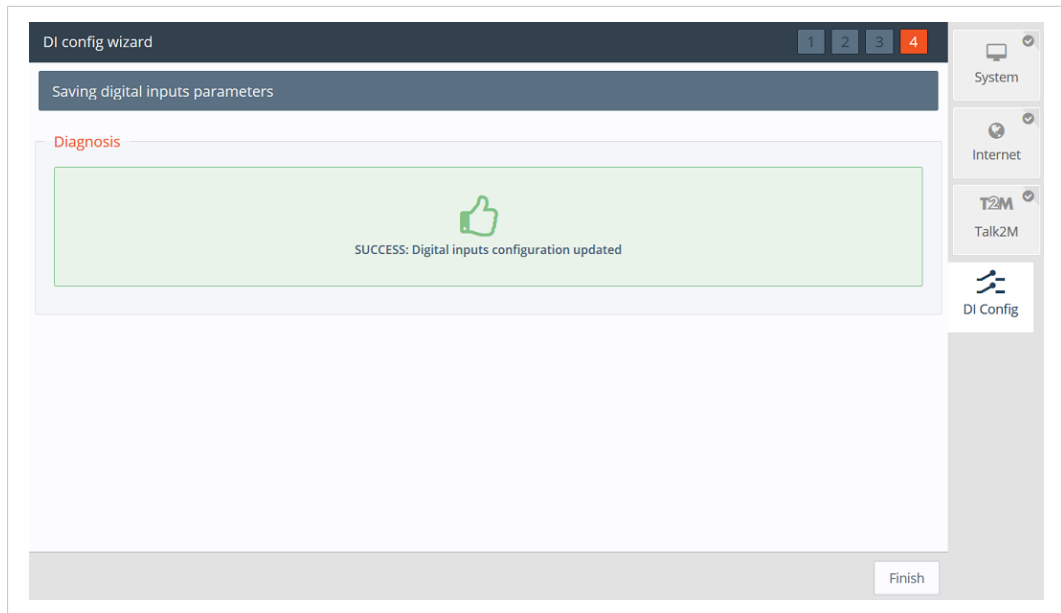 DI config wizard
1 2 3 4
Saving digital inputs parameters
Diagnosis
SUCCESS: Digital inputs configuration updated
System
Internet
T2M
Talk2M
DI Config
Finish